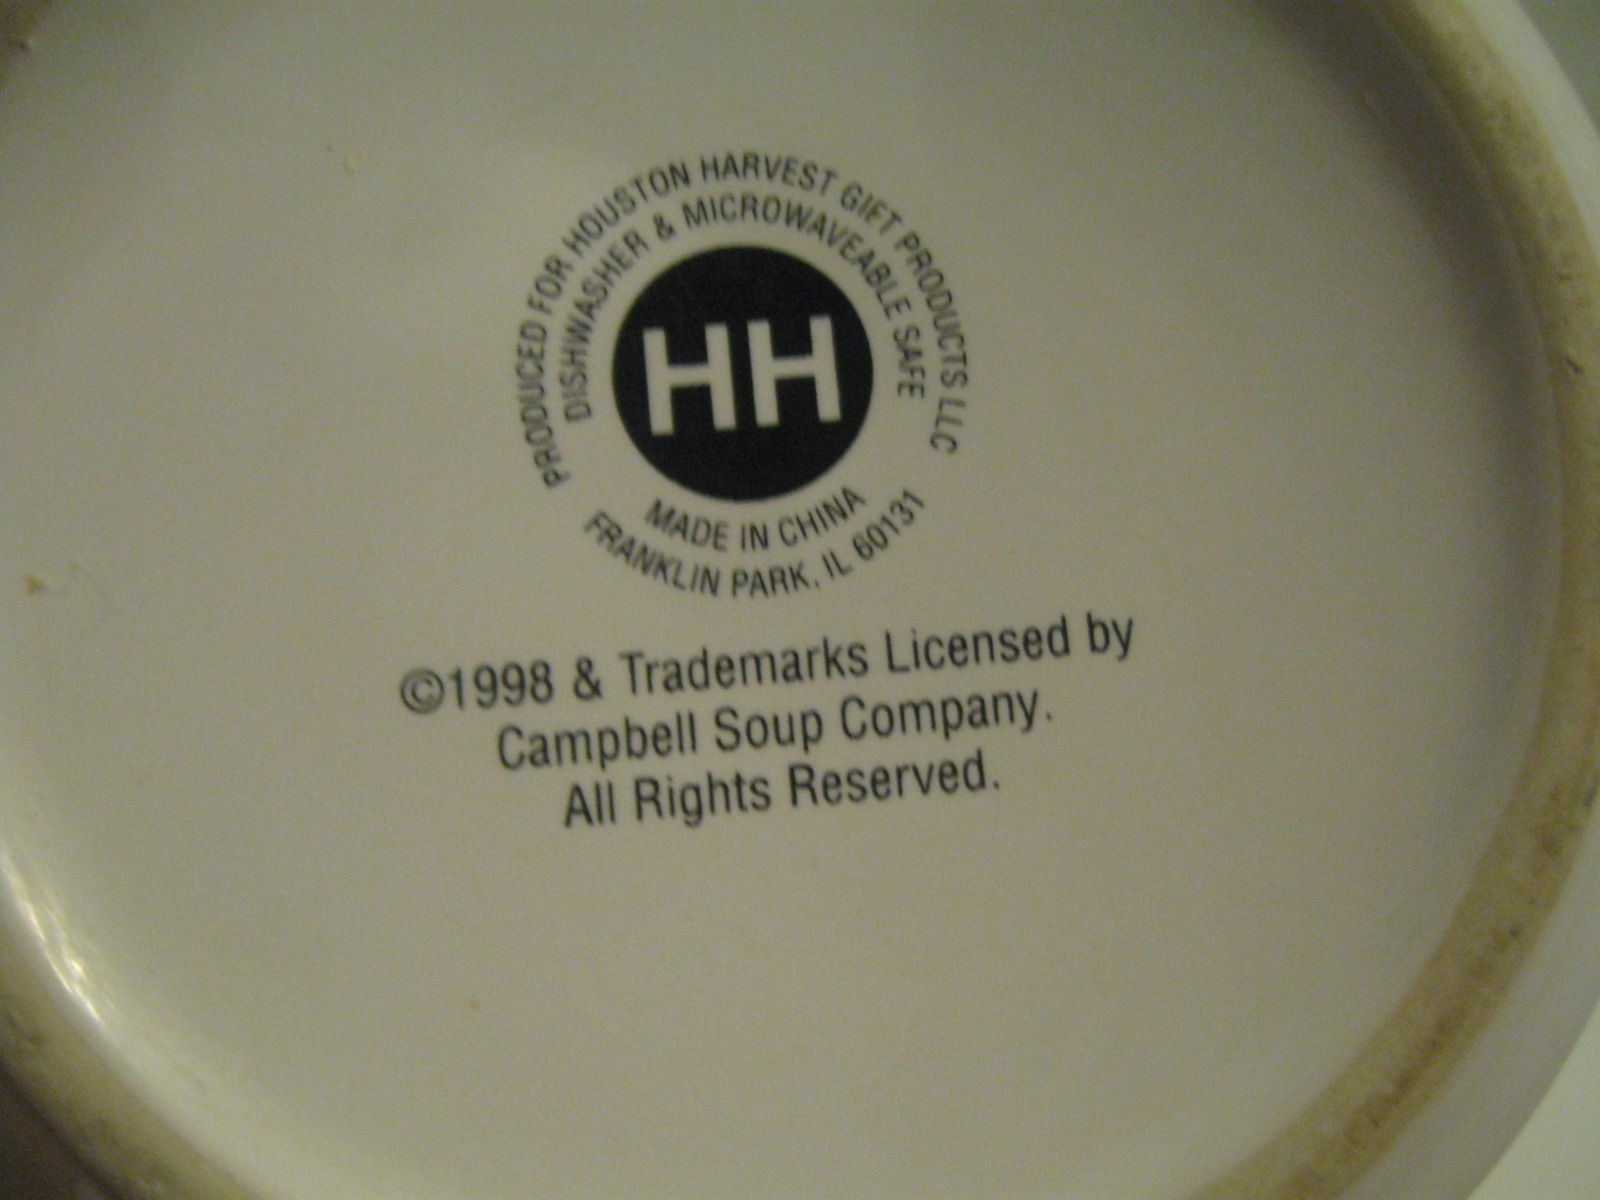 PRODUCED FOR HOUSTON HARVEST GIFT PRODUCTS LLC
DISHWASHER & MICROWAVEABLE SAFE
HH
MADE IN CHINA
FRANKLIN PARK, IL 60131
©1998 & Trademarks Licensed by
Campbell Soup Company.
All Rights Reserved.